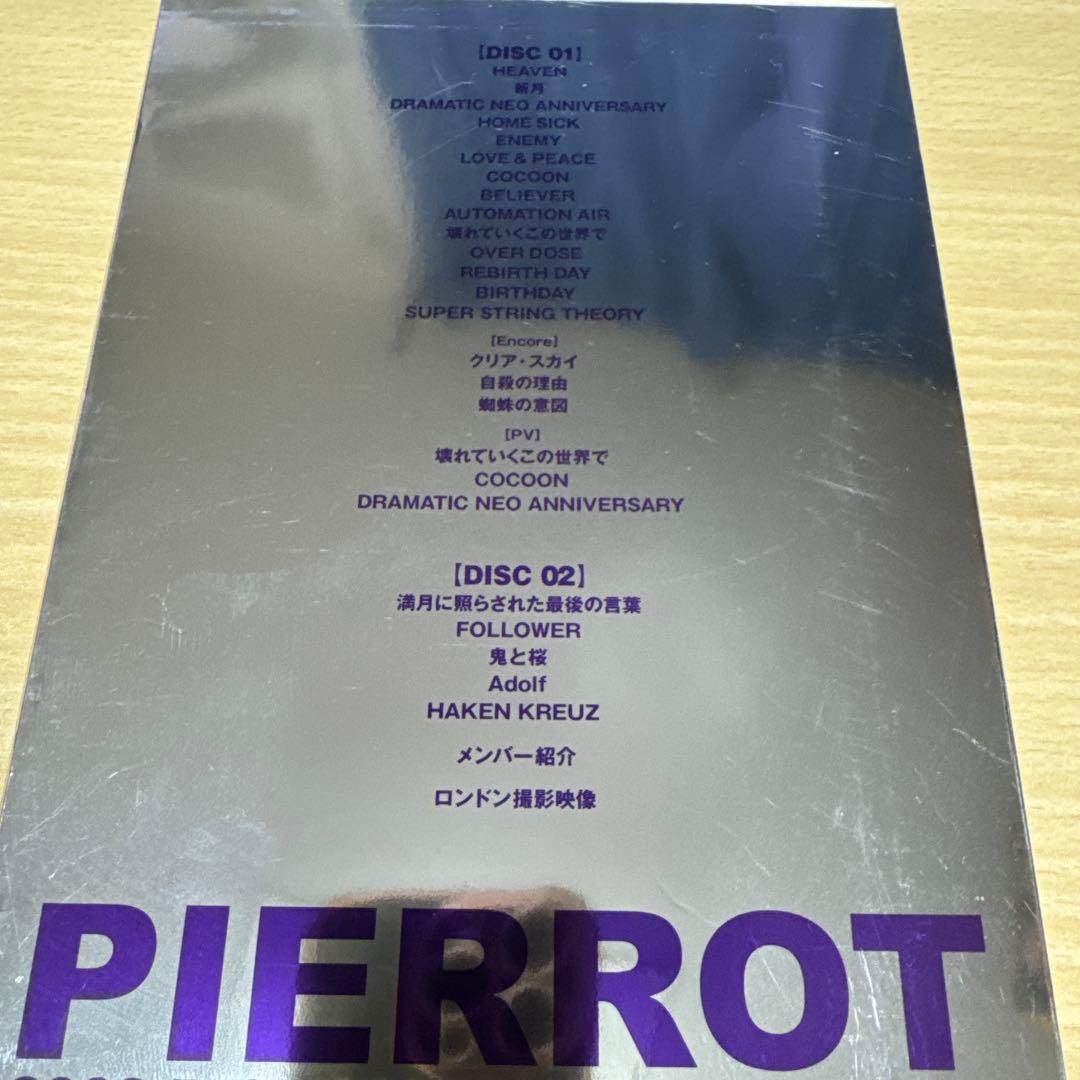 【DISC 01】
HEAVEN
新月
DRAMATIC NEO ANNIVERSARY
HOME SICK
ENEMY
LOVE & PEACE
COCOON
BELIEVER
AUTOMATION AIR
壊れていくこの世界で
OVER DOSE
REBIRTH DAY
BIRTHDAY
SUPER STRING THEORY
[Encore]
クリア・スカイ
自殺の理由
蜘蛛の意図
[PV]
壊れていくこの世界で
COCOON
DRAMATIC NEO ANNIVERSARY
【DISC 02】
満月に照らされた最後の言葉
FOLLOWER
鬼と桜
Adolf
HAKEN KREUZ
メンバー紹介
ロンドン撮影映像
PIERROT